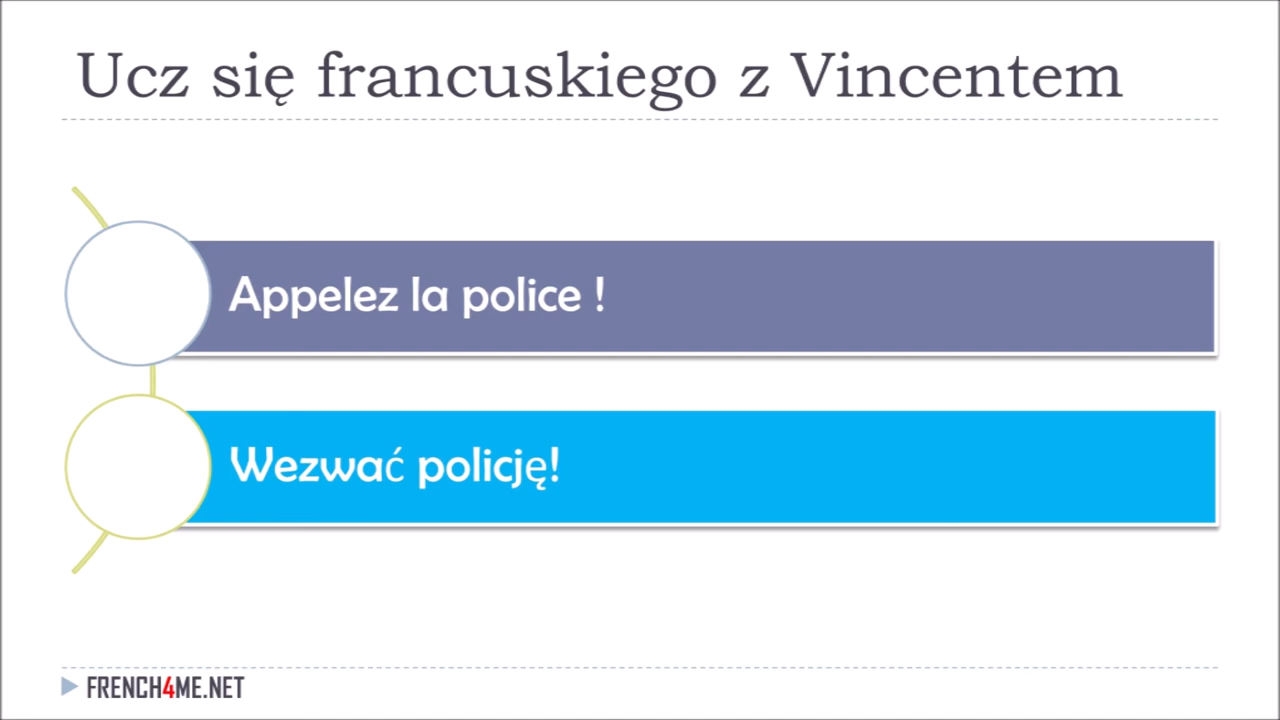 Ucz się francuskiego z Vincentem
Appelez la police !
Wezwać policję!
FRENCH4ME.NET